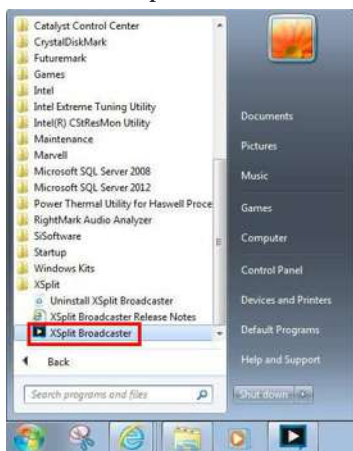 Catalyst Control Center
CrystalDiskMark
Futuremark
Games
Intel
Intel Extreme Tuning Utility
Intel(R) CStResMon Utility
Maintenance
Marvell
Microsoft SQL Server 2008
Microsoft SQL Server 2012
Power Thermal Utility for Haswell Proce
RightMark Audio Analyzer
SiSoftware
Startup
Windows Kits
XSplit
Uninstall XSplit Broadcaster
XSplit Broadcaster Release Notes
XSplit Broadcaster
Back
Search programs and files
Documents
Pictures
Music
Games
Computer
Control Panel
Devices and Printers
Default Programs
Help and Support
Shut down